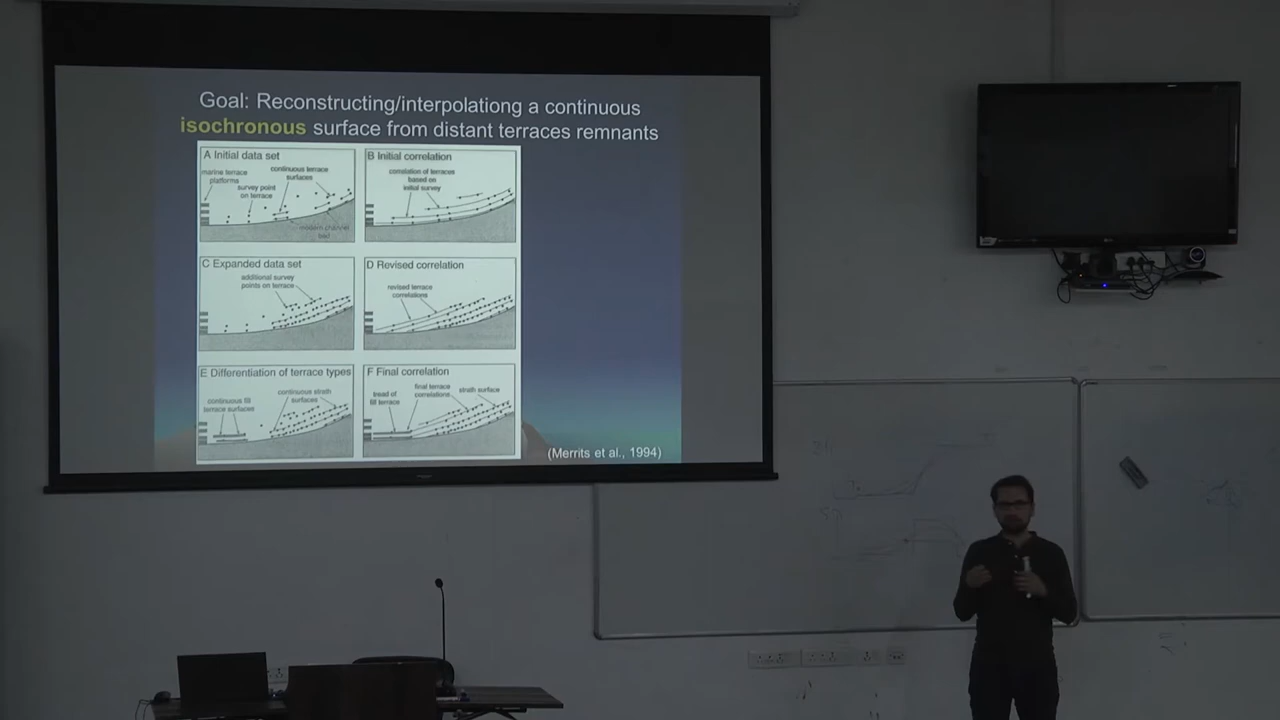 Goal: Reconstructing/interpolationg a continuous
isochronous surface from distant terraces remnants
A Initial data set
marine terrace
platforms
continuous terrace
surfaces
survey point
on terrace
modern channel
bed
B Initial correlation
correlation of terraces
based on
initial survey
C Expanded data set
additional survey
points on terrace
D Revised correlation
revised terrace
correlations
E Differentiation of terrace types
continuous fill
terrace surfaces
continuous strath
surfaces
F Final correlation
tread of
fill terrace
final terrace
correlations
strath surface
(Merrits et al., 1994)